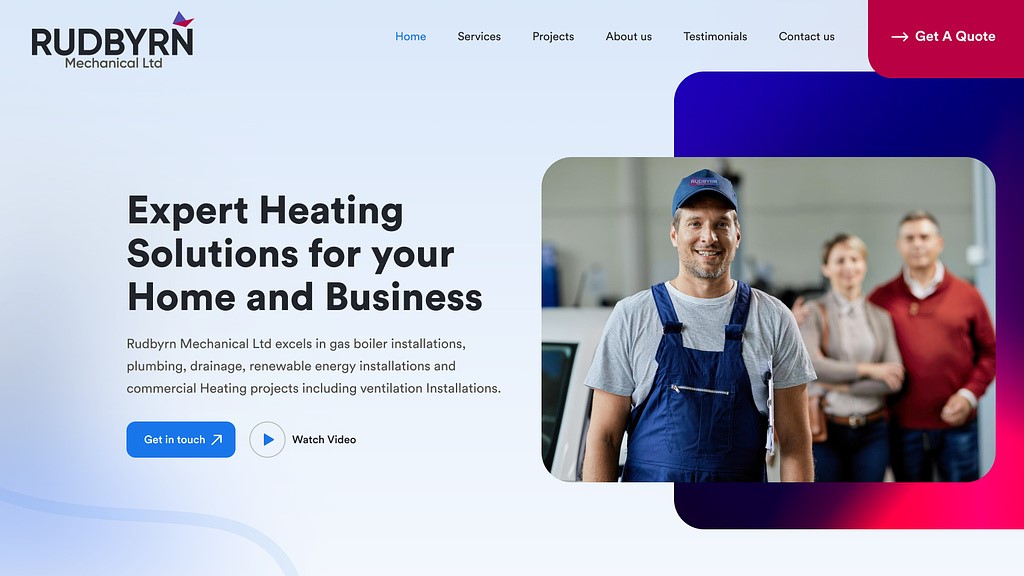 RUDBYRN
Mechanical Ltd
Home
Services
Projects
About us
Testimonials
Contact us
Get A Quote
Expert Heating
Solutions for your
Home and Business
Rudbyrn Mechanical Ltd excels in gas boiler installations,
plumbing, drainage, renewable energy installations and
commercial Heating projects including ventilation Installations.
Get in touch
Watch Video
RUDBYRN